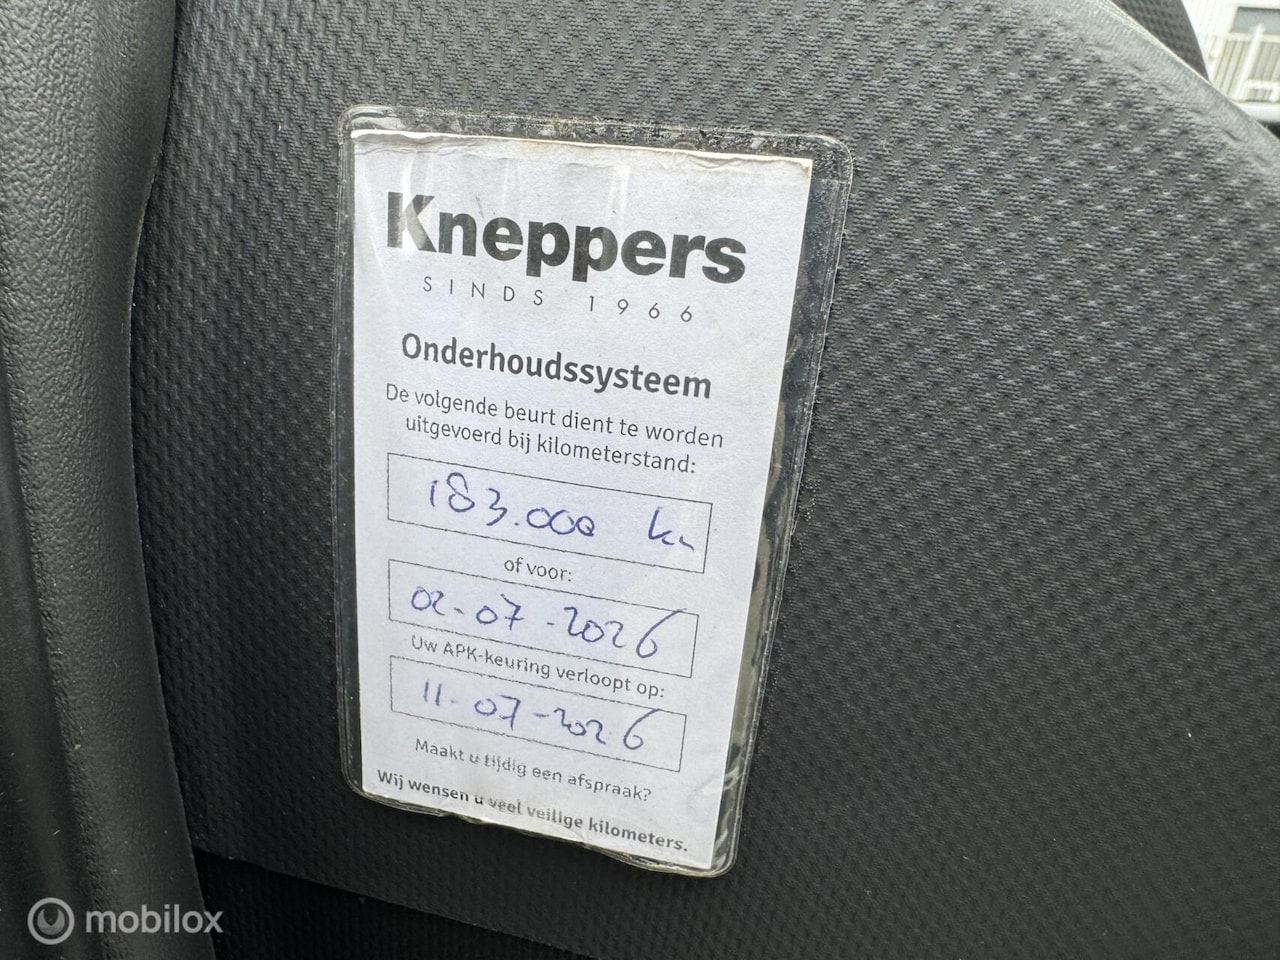 Kneppers
SINDS 1966
Onderhoudssysteem
De volgende beurt dient te worden
uitgevoerd bij kilometerstand:
183.000 km
of voor:
02-07-2026
Uw APK-keuring verloopt op:
11-07-2026
Maakt u tijdig een afspraak?
Wij wensen u veel veilige kilometers.
mobilox